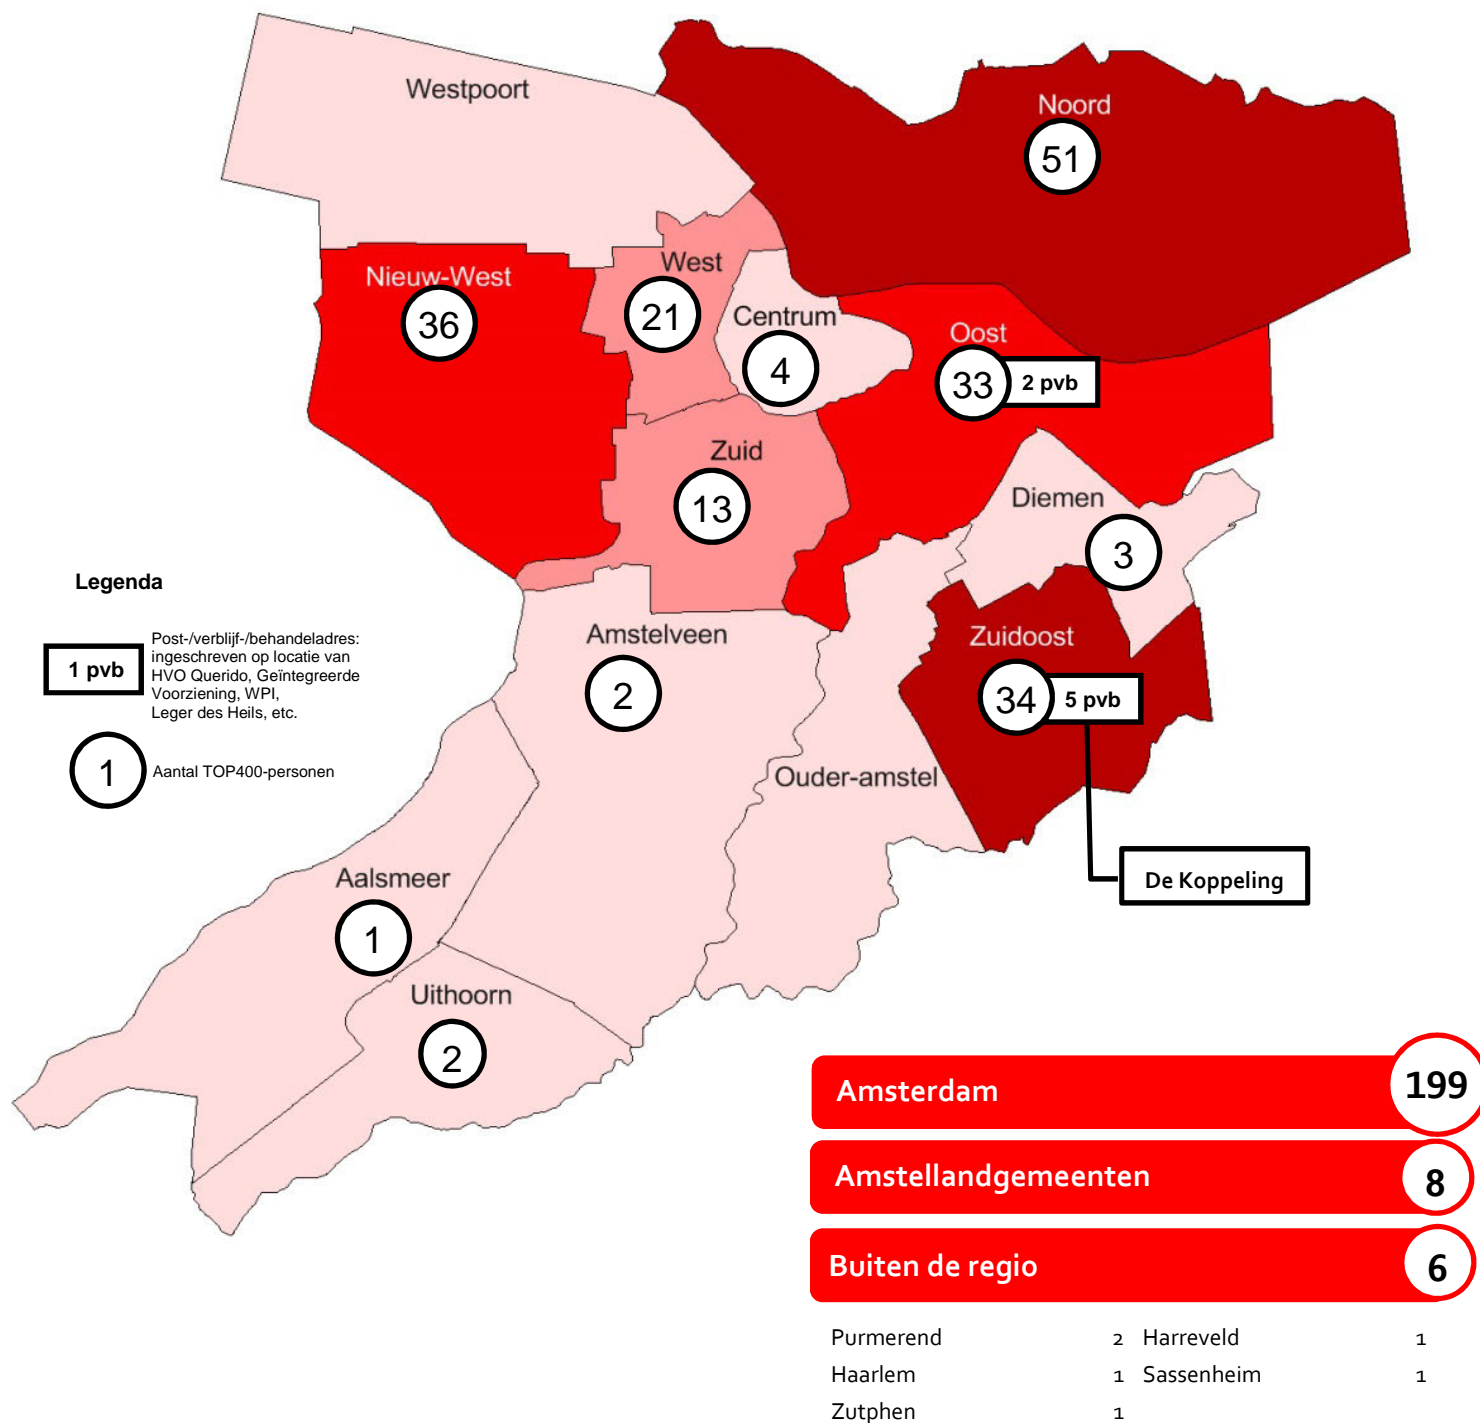 Westpoort
Noord
51
Nieuw-West
36
West
21
Centrum
4
Oost
33
2 pvb
Zuid
13
Diemen
3
Legenda
1 pvb
Post-/verblijf-/behandeladres:
ingeschreven op locatie van
HVO Querido, Geïntegreerde
Voorziening, WPI,
Leger des Heils, etc.
1
Aantal TOP400-personen
Amstelveen
2
Zuidoost
34
5 pvb
Ouder-amstel
De Koppeling
Aalsmeer
1
Uithoorn
2
Amsterdam 199
Amstellandgemeenten 8
Buiten de regio 6
Purmerend 2 Harreveld 1
Haarlem 1 Sassenheim 1
Zutphen 1